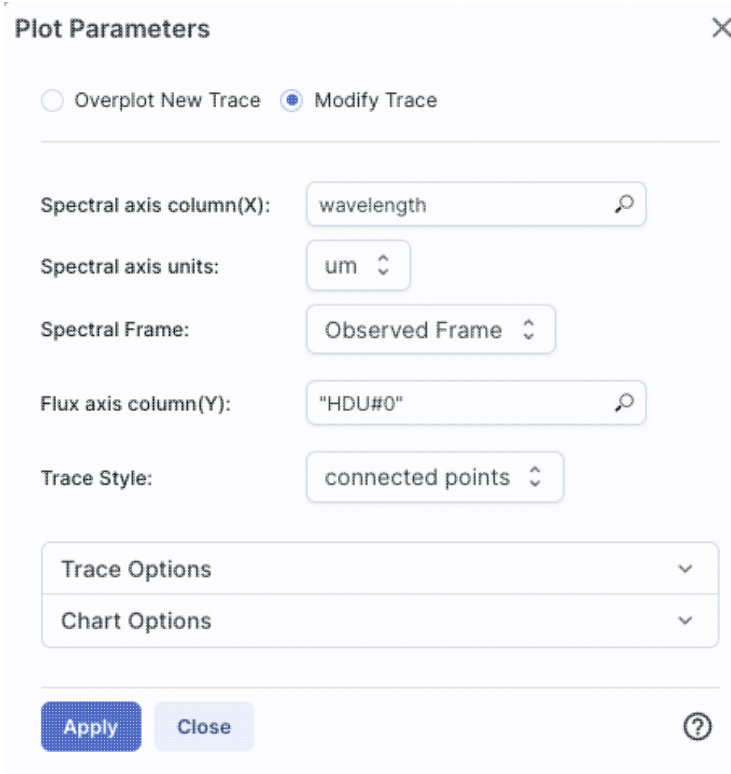 Plot Parameters
Overplot New Trace Modify Trace
Spectral axis column(X): wavelength
Spectral axis units: um
Spectral Frame: Observed Frame
Flux axis column(Y): "HDU#0"
Trace Style: connected points
Trace Options
Chart Options
Apply Close